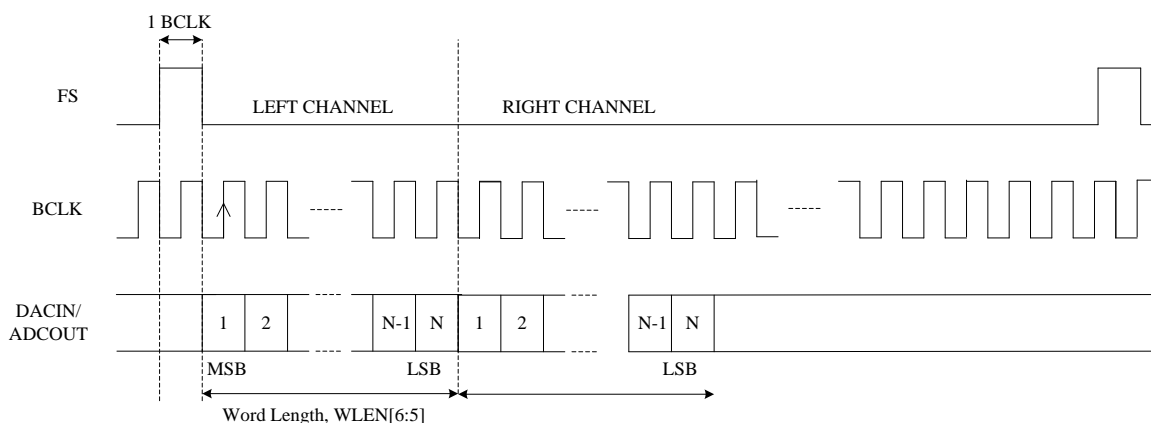 1 BCLK
FS
LEFT CHANNEL
RIGHT CHANNEL
BCLK
DACIN/
ADCOUT
1
2
N-1
N
1
2
N-1
N
MSB
LSB
LSB
Word Length, WLEN[6:5]